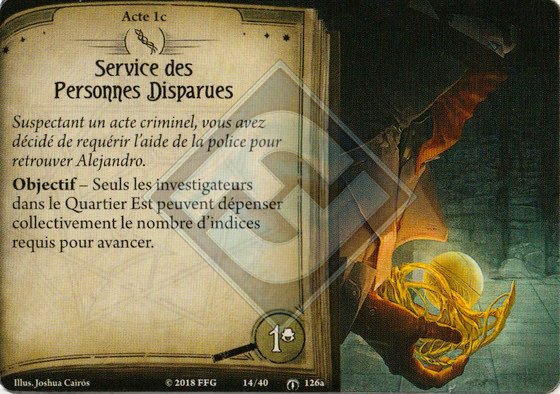 Acte 1c
Service des
Personnes Disparues
Suspectant un acte criminel, vous avez
décidé de requérir l'aide de la police pour
retrouver Alejandro.
Objectif – Seuls les investigateurs
dans le Quartier Est peuvent dépenser
collectivement le nombre d'indices
requis pour avancer.
1
Illus. Joshua Cairós © 2018 FFG 14/40 126a